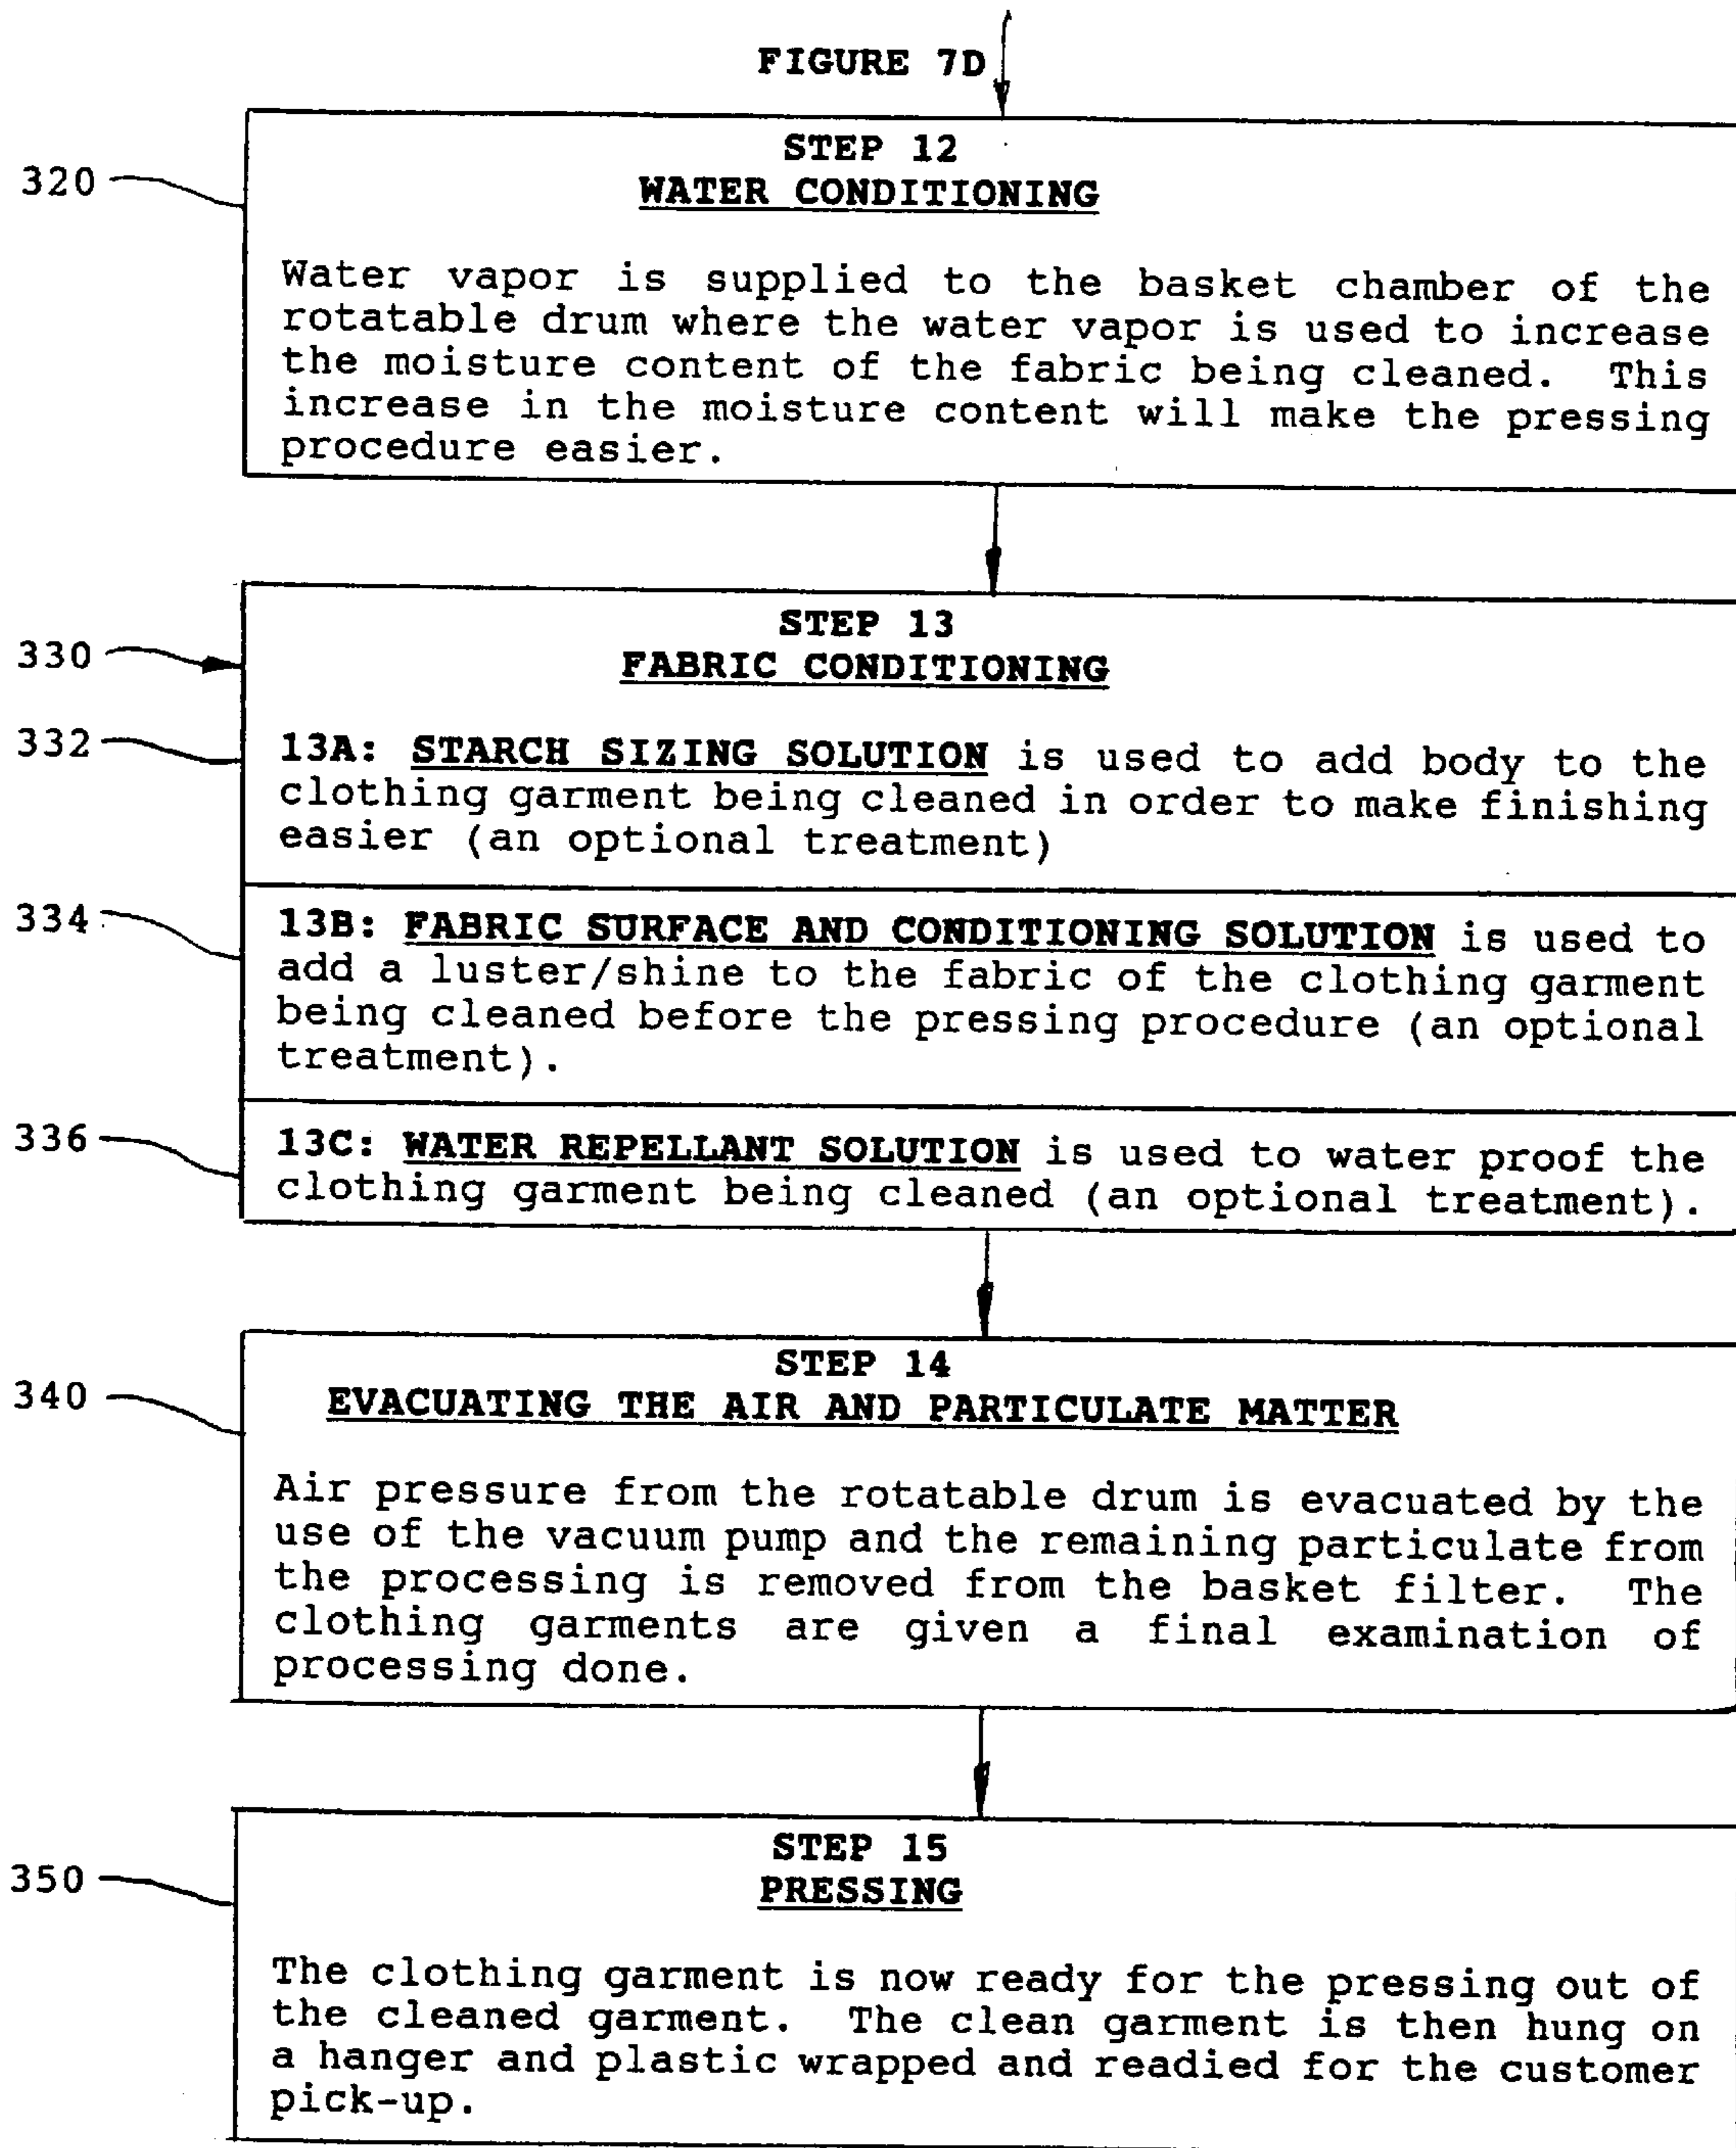 FIGURE 7D
320
STEP 12
WATER CONDITIONING
Water vapor is supplied to the basket chamber of the
rotatable drum where the water vapor is used to increase
the moisture content of the fabric being cleaned. This
increase in the moisture content will make the pressing
procedure easier.
330
STEP 13
FABRIC CONDITIONING
332
13A: STARCH SIZING SOLUTION is used to add body to the
clothing garment being cleaned in order to make finishing
easier (an optional treatment)
334
13B: FABRIC SURFACE AND CONDITIONING SOLUTION is used to
add a luster/shine to the fabric of the clothing garment
being cleaned before the pressing procedure (an optional
treatment).
336
13C: WATER REPELLANT SOLUTION is used to water proof the
clothing garment being cleaned (an optional treatment).
340
STEP 14
EVACUATING THE AIR AND PARTICULATE MATTER
Air pressure from the rotatable drum is evacuated by the
use of the vacuum pump and the remaining particulate from
the processing is removed from the basket filter. The
clothing garments are given a final examination of
processing done.
350
STEP 15
PRESSING
The clothing garment is now ready for the pressing out of
the cleaned garment. The clean garment is then hung on
a hanger and plastic wrapped and readied for the customer
pick-up.